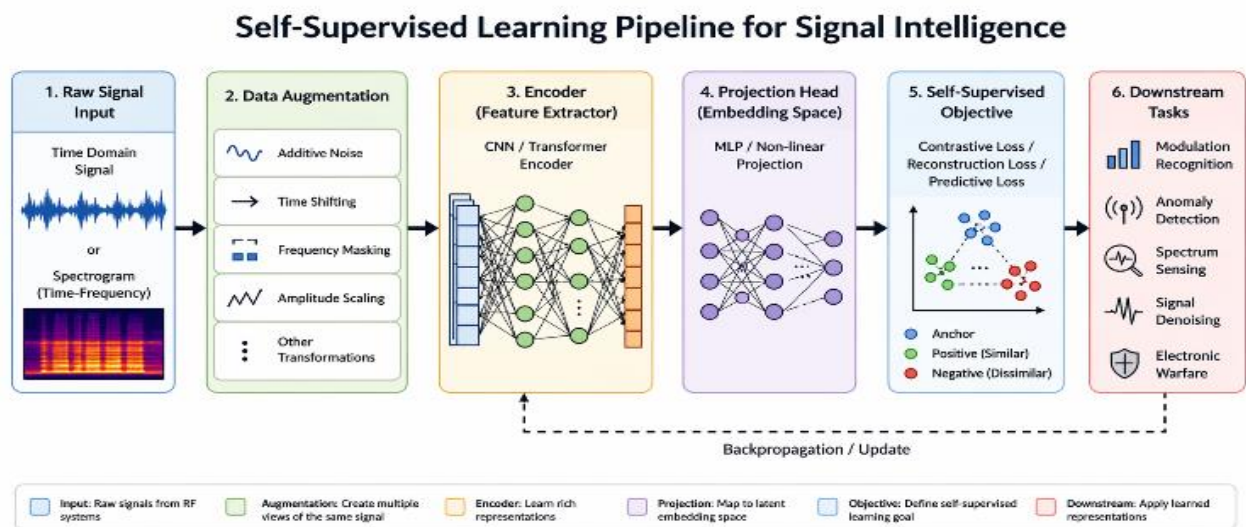 Self-Supervised Learning Pipeline for Signal Intelligence
1. Raw Signal
Input
Time Domain
Signal
or
Spectrogram
(Time-Frequency)
2. Data Augmentation
Additive Noise
Time Shifting
Frequency Masking
Amplitude Scaling
Other
Transformations
3. Encoder
(Feature Extractor)
CNN / Transformer
Encoder
4. Projection Head
(Embedding Space)
MLP / Non-linear
Projection
5. Self-Supervised
Objective
Contrastive Loss /
Reconstruction Loss /
Predictive Loss
Anchor
Positive (Similar)
Negative (Dissimilar)
6. Downstream
Tasks
Modulation
Recognition
Anomaly
Detection
Spectrum
Sensing
Signal
Denoising
Electronic
Warfare
Backpropagation / Update
Input: Raw signals from RF
systems
Augmentation: Create multiple
views of the same signal
Encoder: Learn rich
representations
Projection: Map to latent
embedding space
Objective: Define self-supervised
learning goal
Downstream: Apply learned
representations